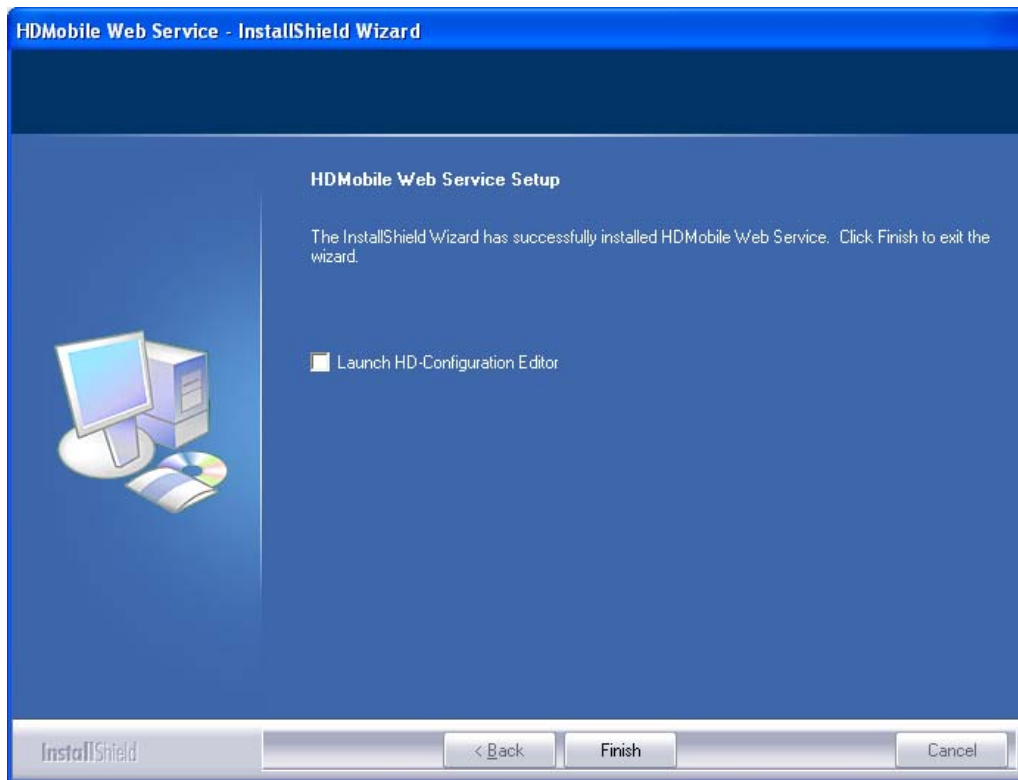 HDMobile Web Service - InstallShield Wizard
HDMobile Web Service Setup
The InstallShield Wizard has successfully installed HDMobile Web Service. Click Finish to exit the
wizard.
Launch HD-Configuration Editor
InstallShield
< Back
Finish
Cancel